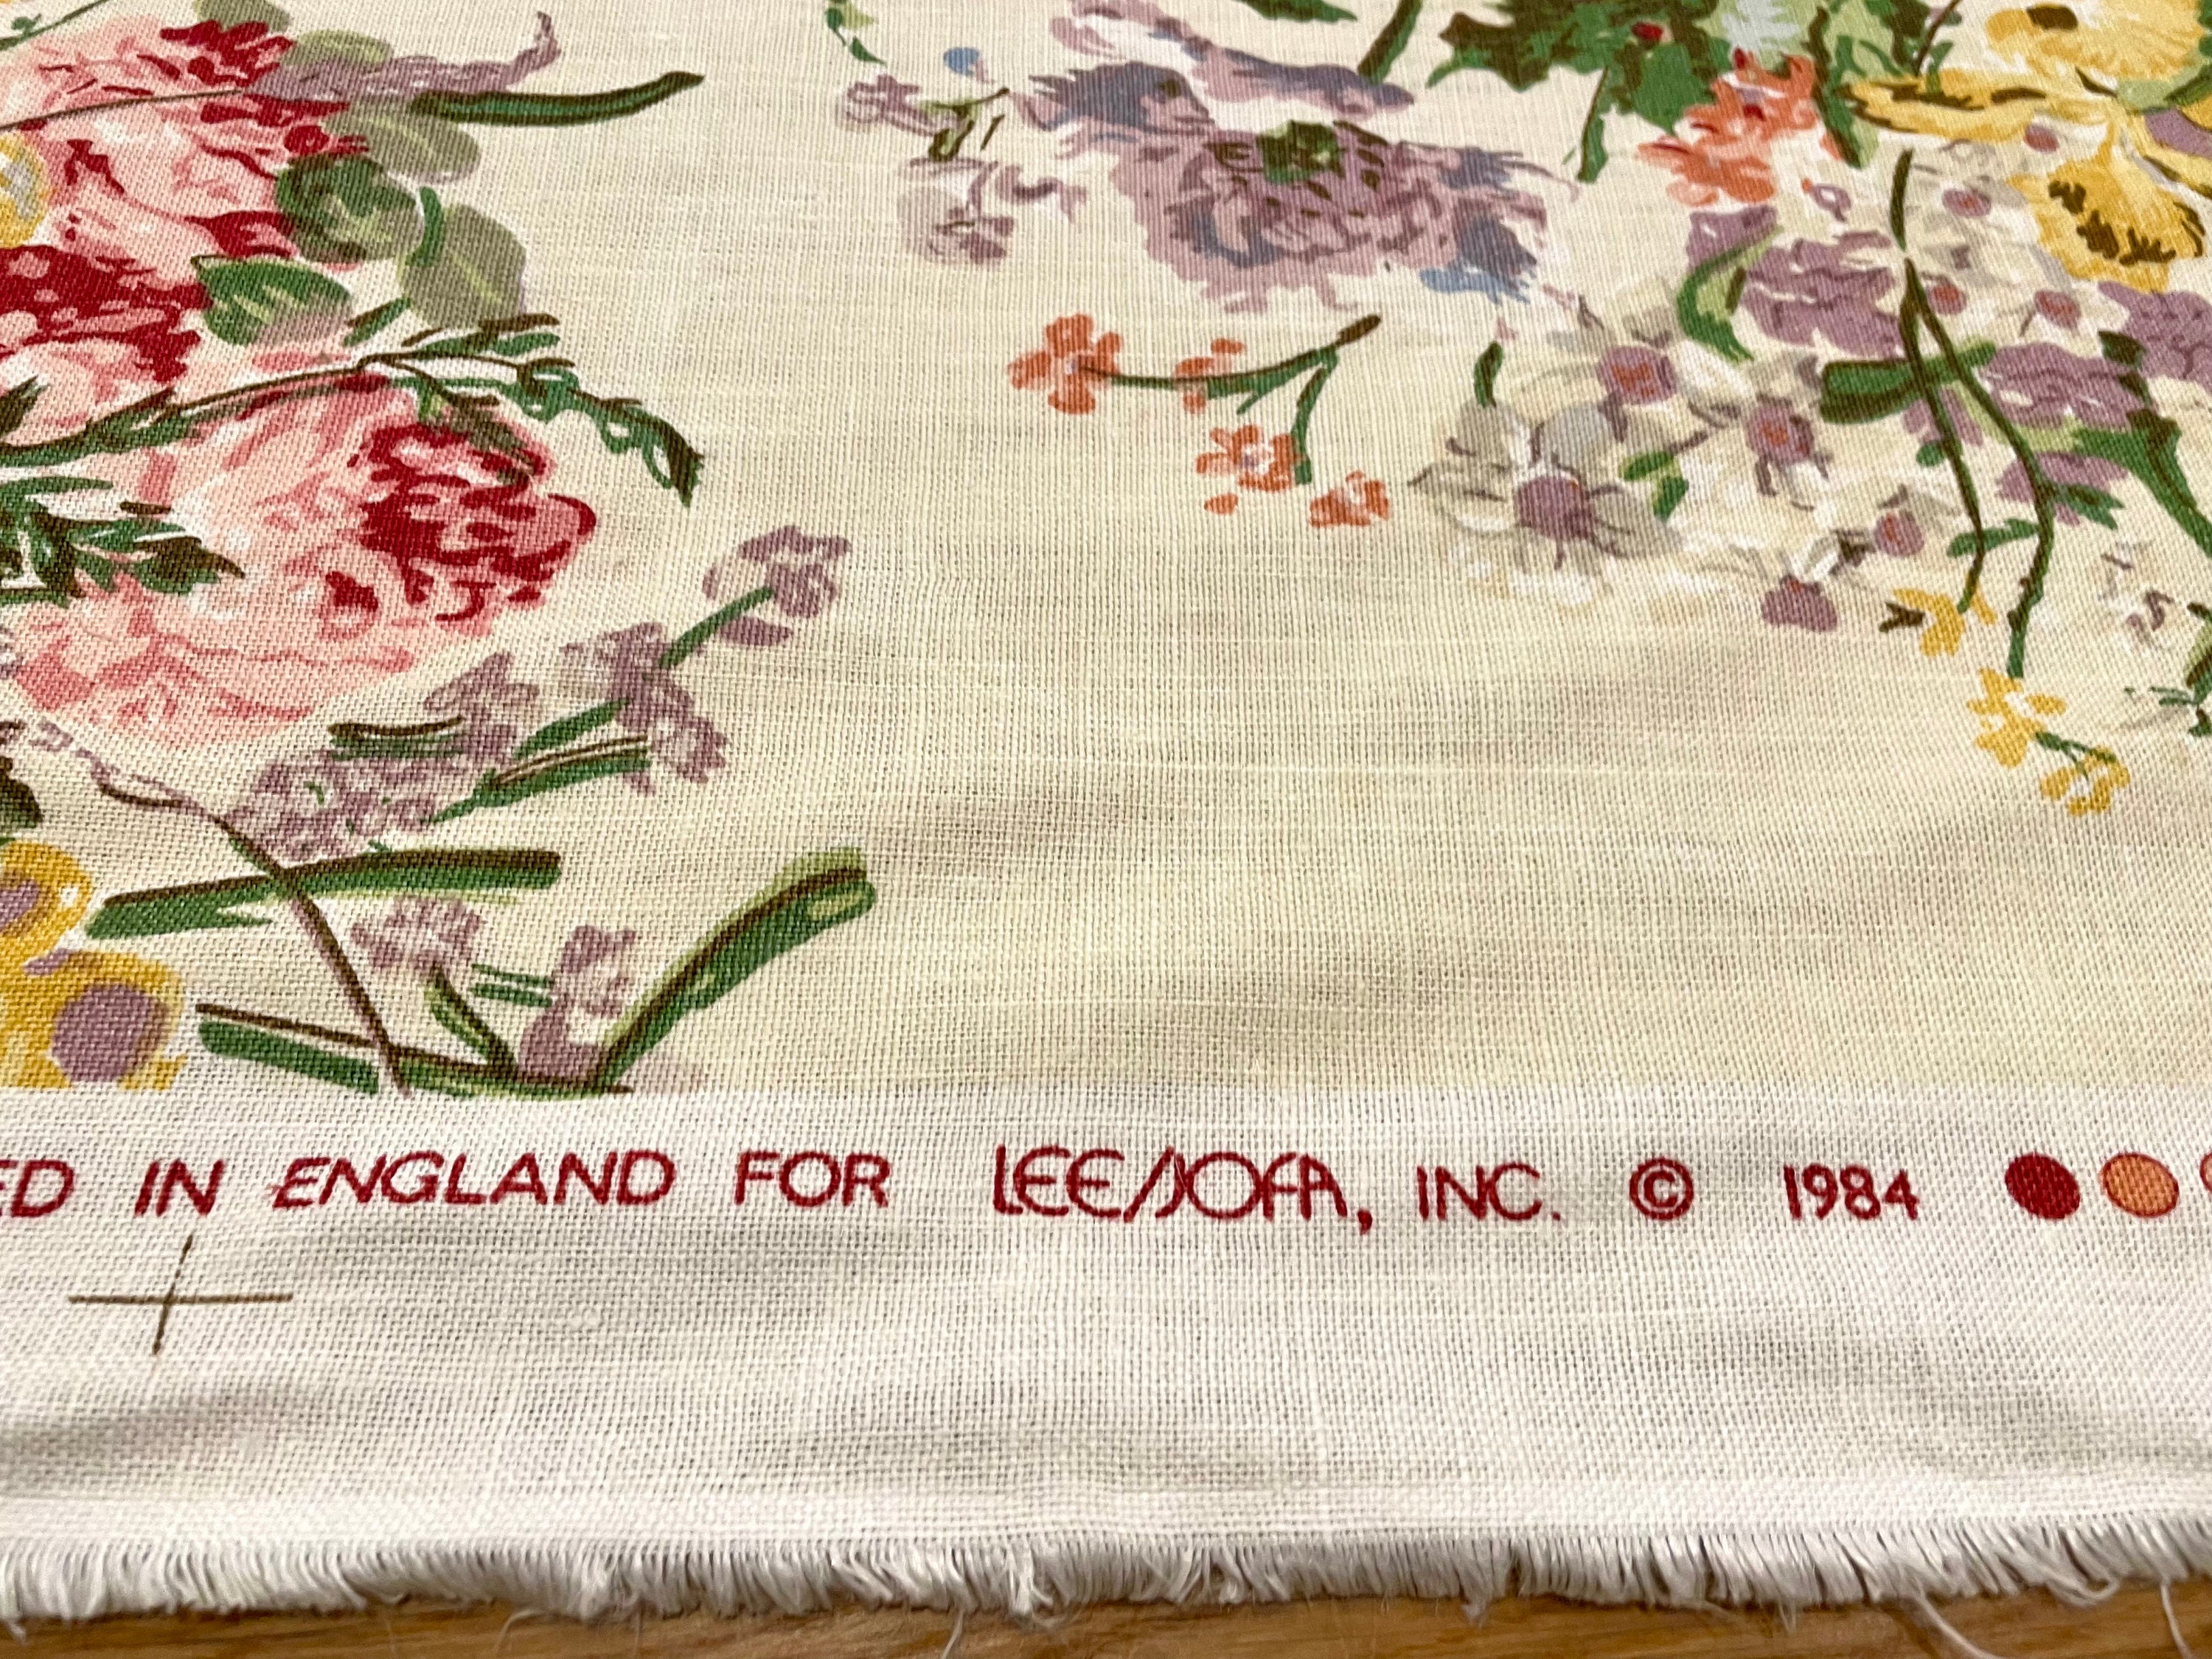 ED IN ENGLAND FOR LEE/JOFA, INC. © 1984